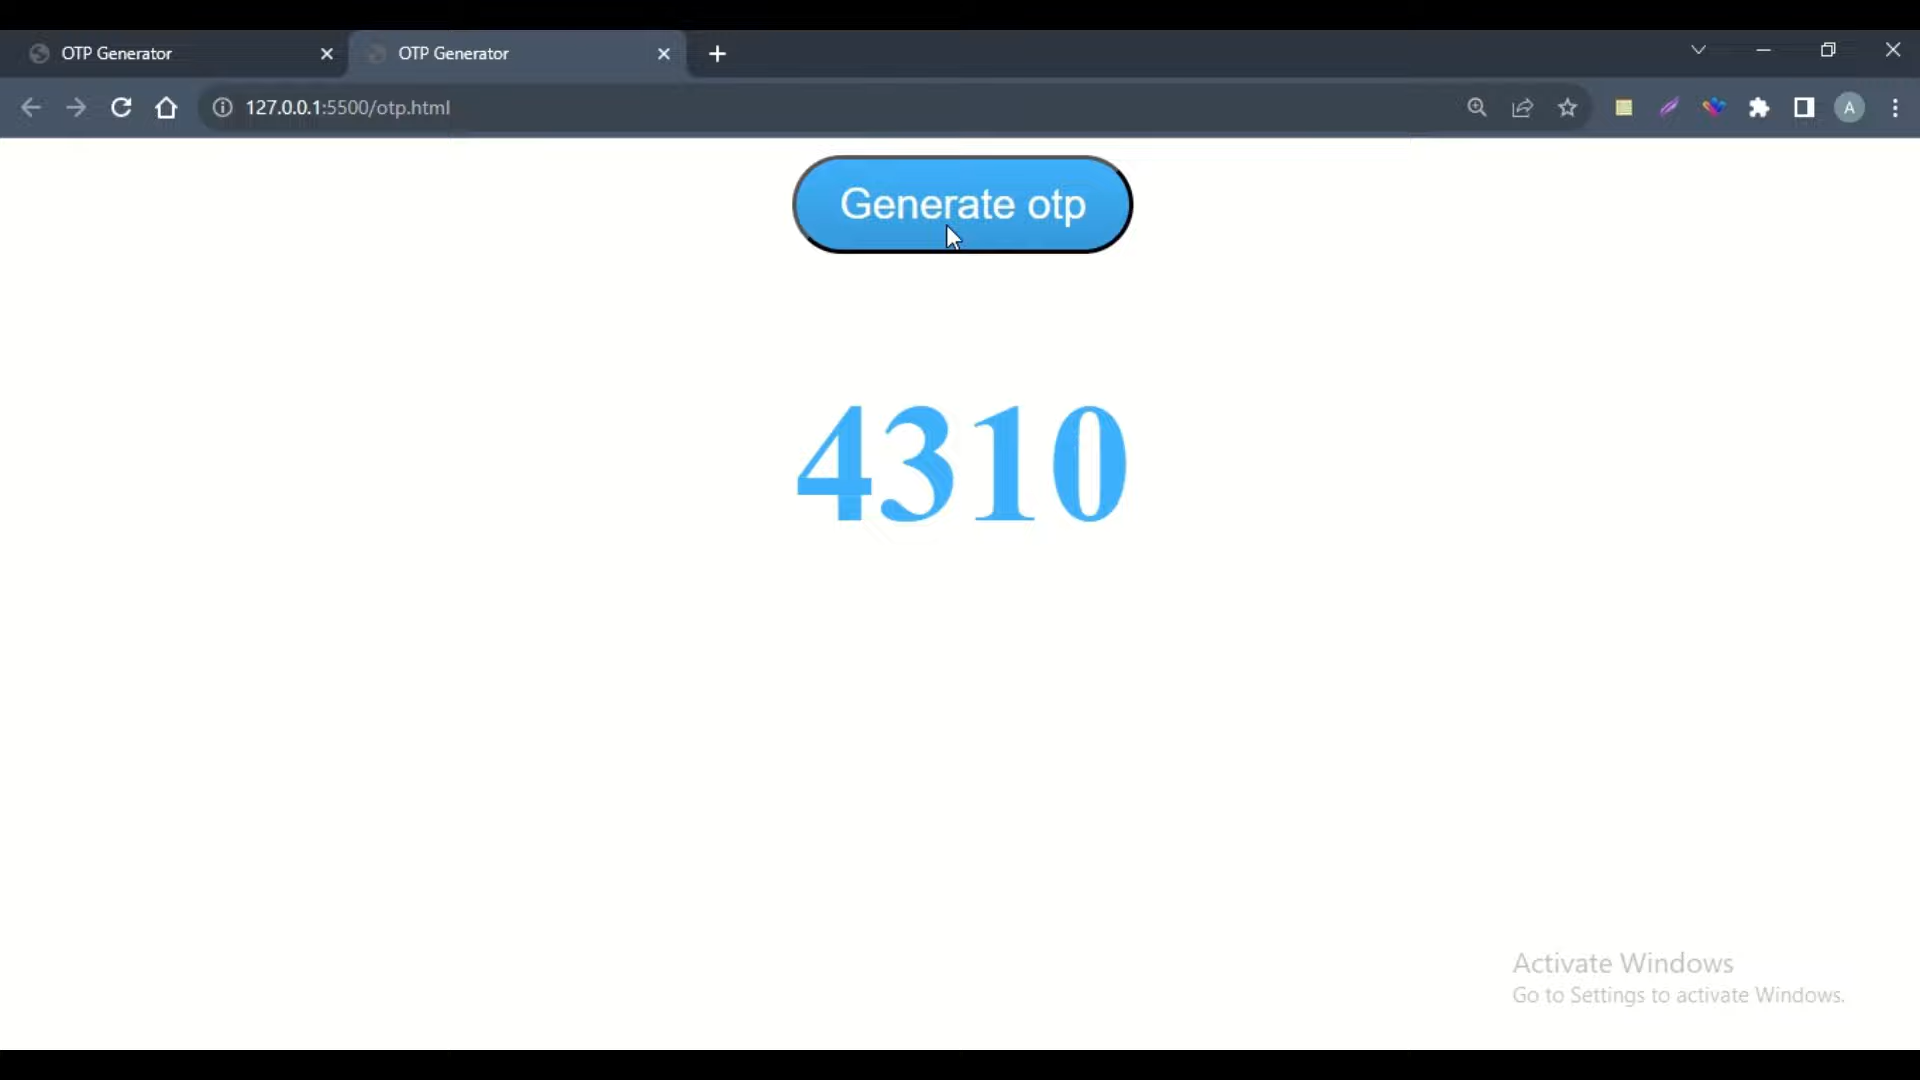 OTP Generator
OTP Generator
127.0.0.1:5500/otp.html
A
Generate otp
4310
Activate Windows
Go to Settings to activate Windows.